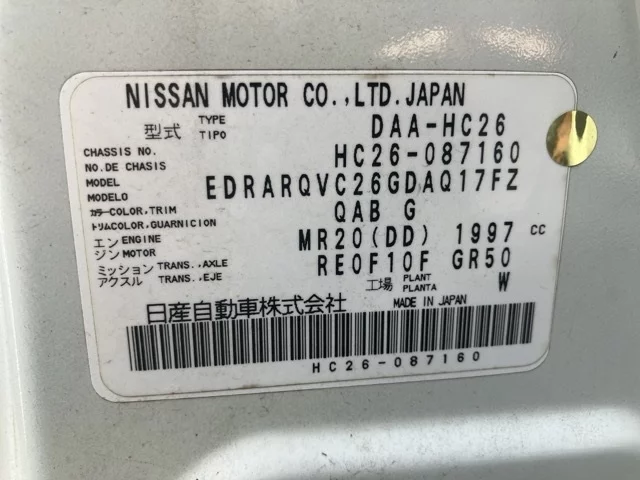 NISSAN MOTOR CO.,LTD.JAPAN
型式 TYPE TIPO DAA-HC26
CHASSIS NO. NO.DE CHASSIS HC26-087160
MODEL MODELO EDRARQVC26GDAQ17FZ
カラー COLOR,TRIM トリム COLOR,GUARNICION QAB G
エンジン ENGINE MOTOR MR20(DD) 1997 CC
ミッション アクスル TRANS.,AXLE TRANS.,EJE RE0F10F GR50
工場 PLANT PLANTA W
日産自動車株式会社 MADE IN JAPAN
HC26-087160